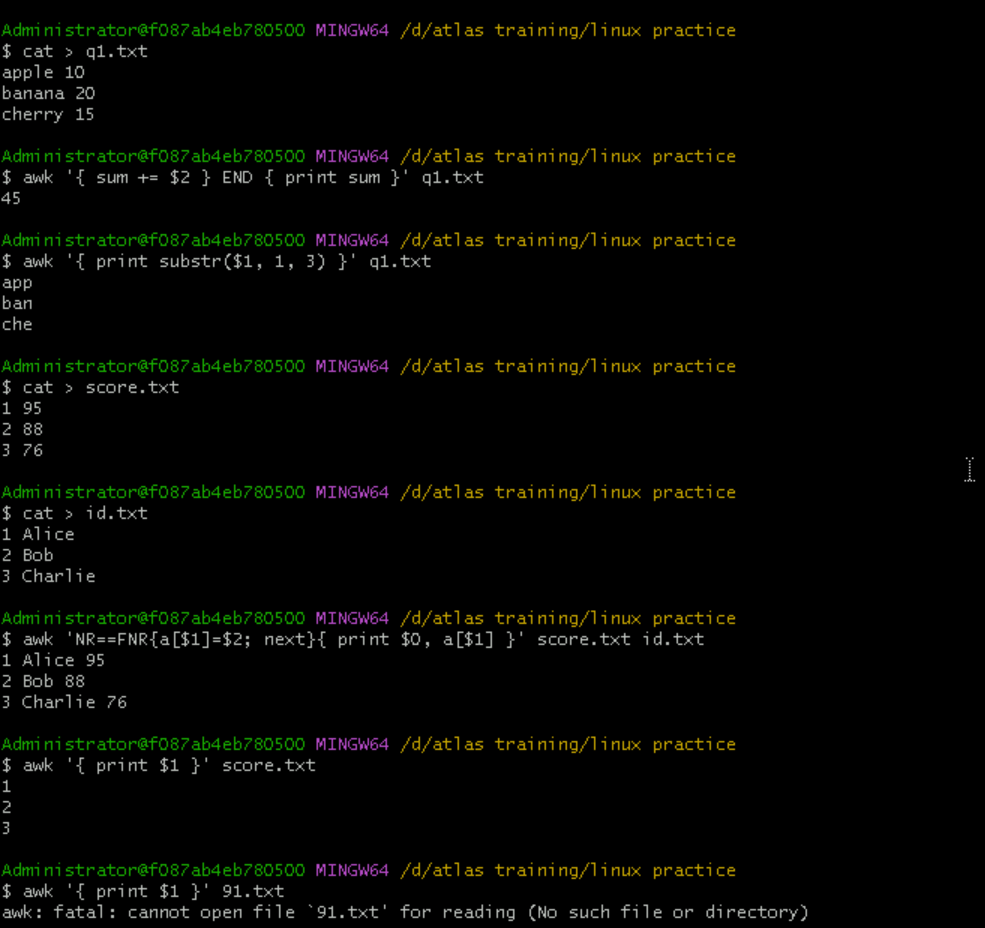 Administrator@f087ab4eb780500 MINGW64 /d/atlas training/linux practice
$ cat > q1.txt
apple 10
banana 20
cherry 15
Administrator@f087ab4eb780500 MINGW64 /d/atlas training/linux practice
$ awk '{ sum += $2 } END { print sum }' q1.txt
45
Administrator@f087ab4eb780500 MINGW64 /d/atlas training/linux practice
$ awk '{ print substr($1, 1, 3) }' q1.txt
app
ban
che
Administrator@f087ab4eb780500 MINGW64 /d/atlas training/linux practice
$ cat > score.txt
1 95
2 88
3 76
Administrator@f087ab4eb780500 MINGW64 /d/atlas training/linux practice
$ cat > id.txt
1 Alice
2 Bob
3 Charlie
Administrator@f087ab4eb780500 MINGW64 /d/atlas training/linux practice
$ awk 'NR==FNR{a[$1]=$2; next}{ print $0, a[$1] }' score.txt id.txt
1 Alice 95
2 Bob 88
3 Charlie 76
Administrator@f087ab4eb780500 MINGW64 /d/atlas training/linux practice
$ awk '{ print $1 }' score.txt
1
2
3
Administrator@f087ab4eb780500 MINGW64 /d/atlas training/linux practice
$ awk '{ print $1 }' 91.txt
awk: fatal: cannot open file `91.txt' for reading (No such file or directory)